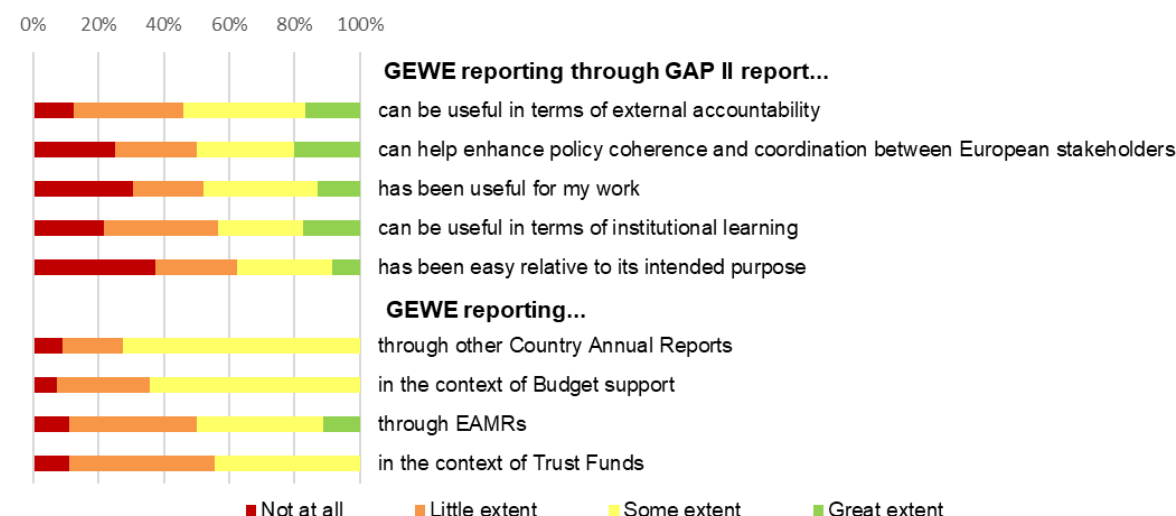 0% 20% 40% 60% 80% 100%
GEWE reporting through GAP II report...
can be useful in terms of external accountability
can help enhance policy coherence and coordination between European stakeholders
has been useful for my work
can be useful in terms of institutional learning
has been easy relative to its intended purpose
GEWE reporting...
through other Country Annual Reports
in the context of Budget support
through EAMRs
in the context of Trust Funds
Not at all Little extent Some extent Great extent